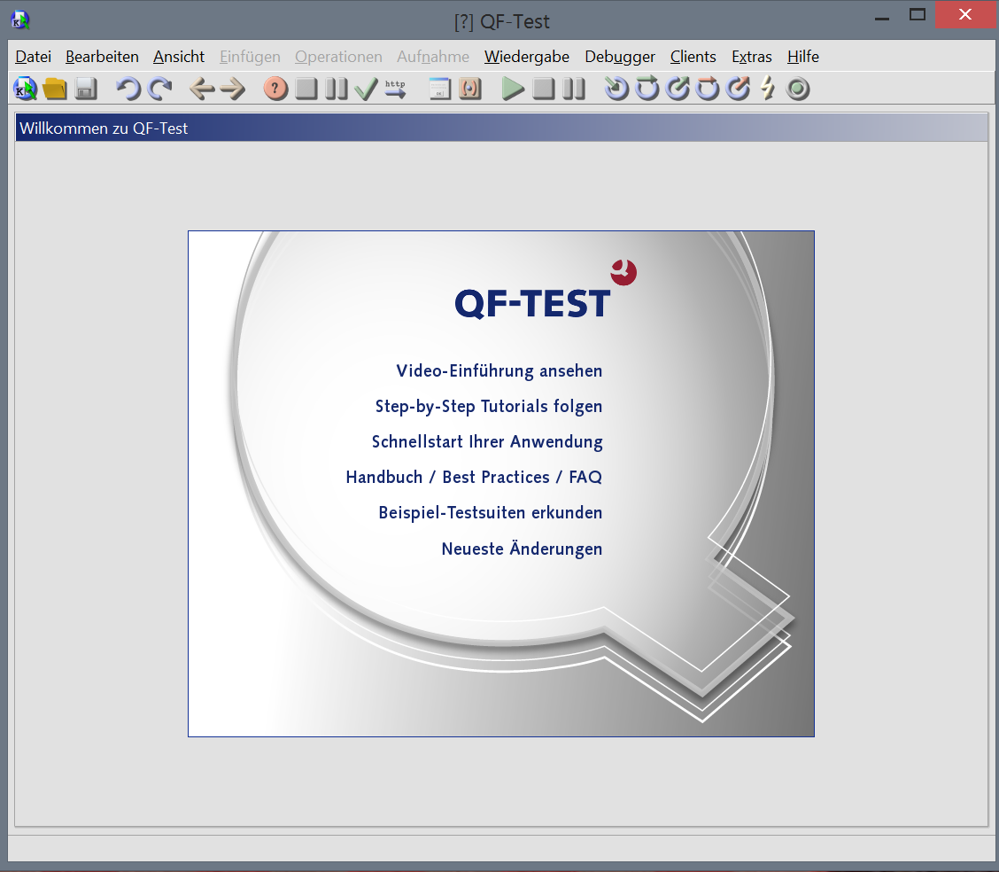 [?] QF-Test
Datei Bearbeiten Ansicht Einfügen Operationen Aufnahme Wiedergabe Debugger Clients Extras Hilfe
K ? http (·)
Willkommen zu QF-Test
QF-TEST
Video-Einführung ansehen
Step-by-Step Tutorials folgen
Schnellstart Ihrer Anwendung
Handbuch / Best Practices / FAQ
Beispiel-Testsuiten erkunden
Neueste Änderungen